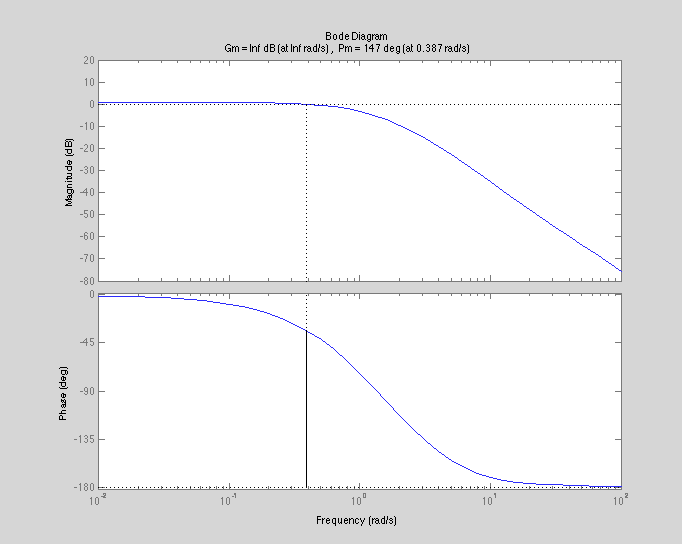 Bode Diagram
Gm = Inf dB (at Inf rad/s) , Pm = 147 deg (at 0.387 rad/s)
20
10
0
-10
-20
-30
-40
-50
-60
-70
-80
Magnitude (dB)
0
-45
-90
-135
-180
Phase (deg)
10^-2 10^-1 10^0 10^1 10^2
Frequency (rad/s)